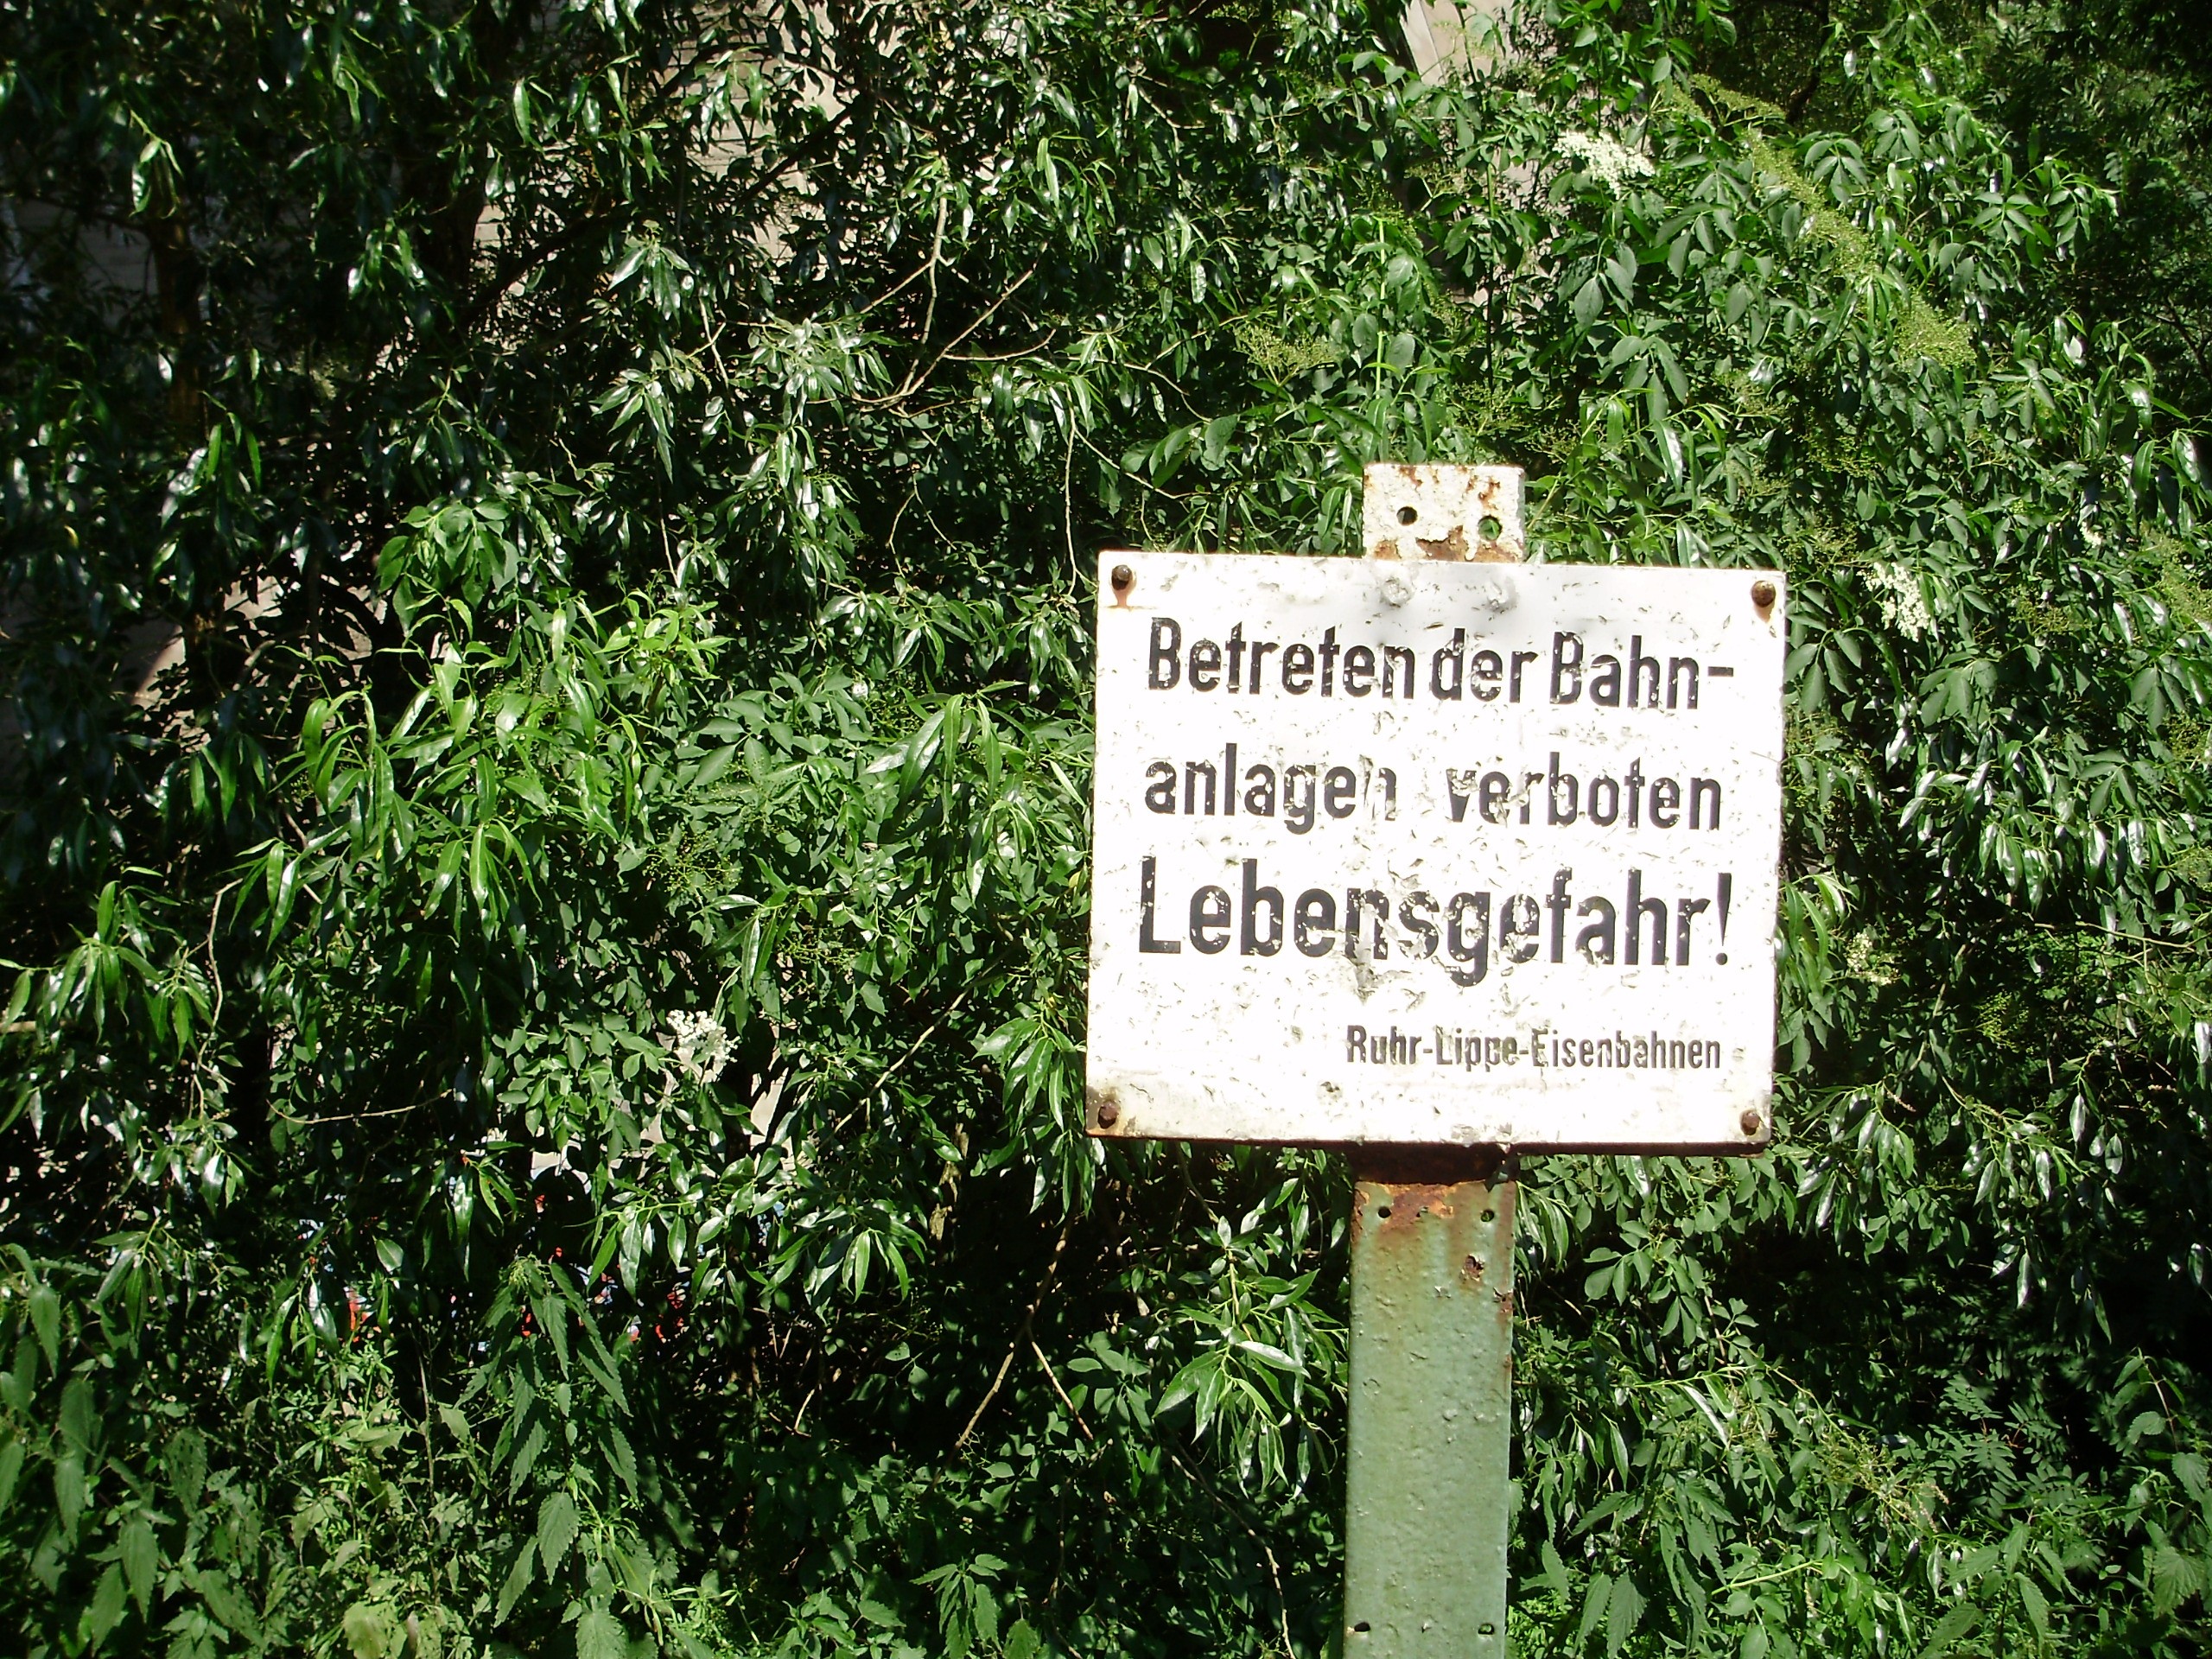 Betreten der Bahn-
anlagen verboten
Lebensgefahr!
Ruhr-Lippe-Eisenbahnen